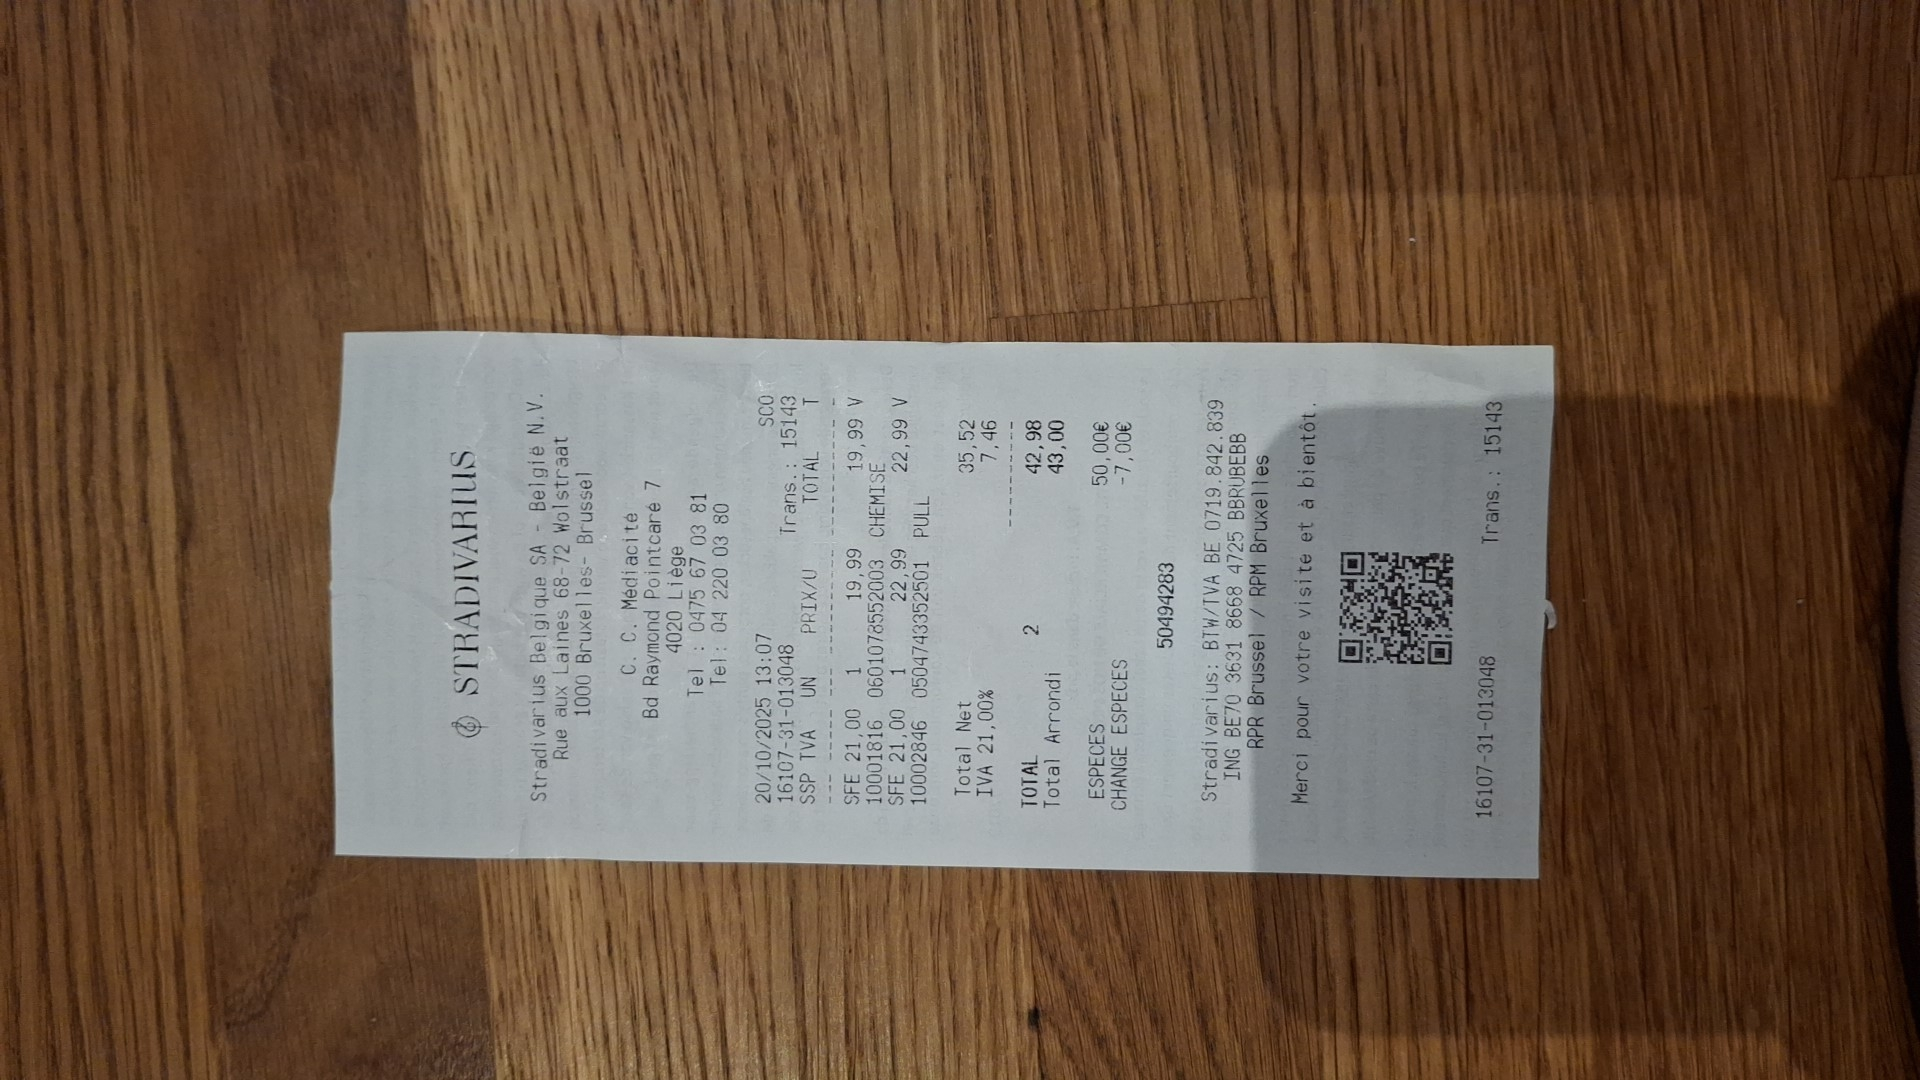 STRADIVARIUS
Stradivarius Belgique SA - België N.V.
Rue aux Laines 68-72 Wolstraat
1000 Bruxelles- Brussel
C. C. Médiacité
Bd Raymond Pointcaré 7
4020 Liège
Tel : 0475 67 03 81
Tel: 04 220 03 80
20/10/2025 13:07 SCO
16107-31-013048 Trans.: 15143
SSP TVA UN PRIX/U TOTAL T
SFE 21,00 1 19,99 19,99 V
10001816 06010785552003 CHEMISE
SFE 21,00 1 22,99 22,99 V
10002846 0504743352501 PULL
Total Net 35,52
IVA 21,00% 7,46
TOTAL 2 42,98
Total Arrondi 43,00
ESPECES 50,00€
CHANGE ESPECES -7,00€
50494283
Stradivarius: BTW/TVA BE 0719.842.839
ING BE70 3631 8668 4725 BBRUBEBB
RPR Brussel / RPM Bruxelles
Merci pour votre visite et à bientôt.
16107-31-013048 Trans.: 15143